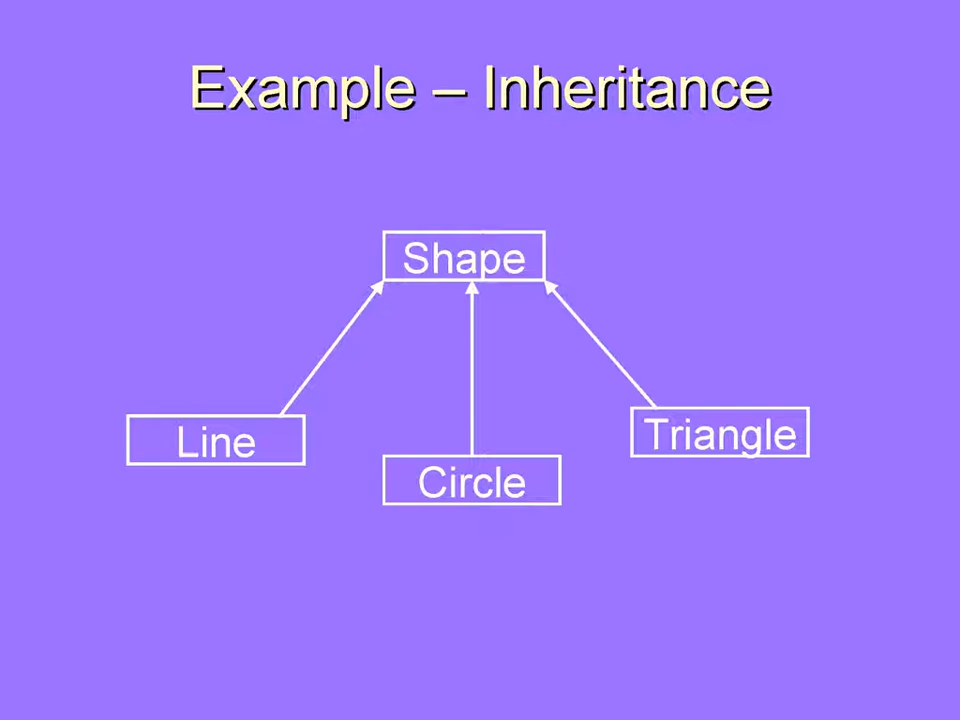 Example – Inheritance
Shape
Line
Triangle
Circle